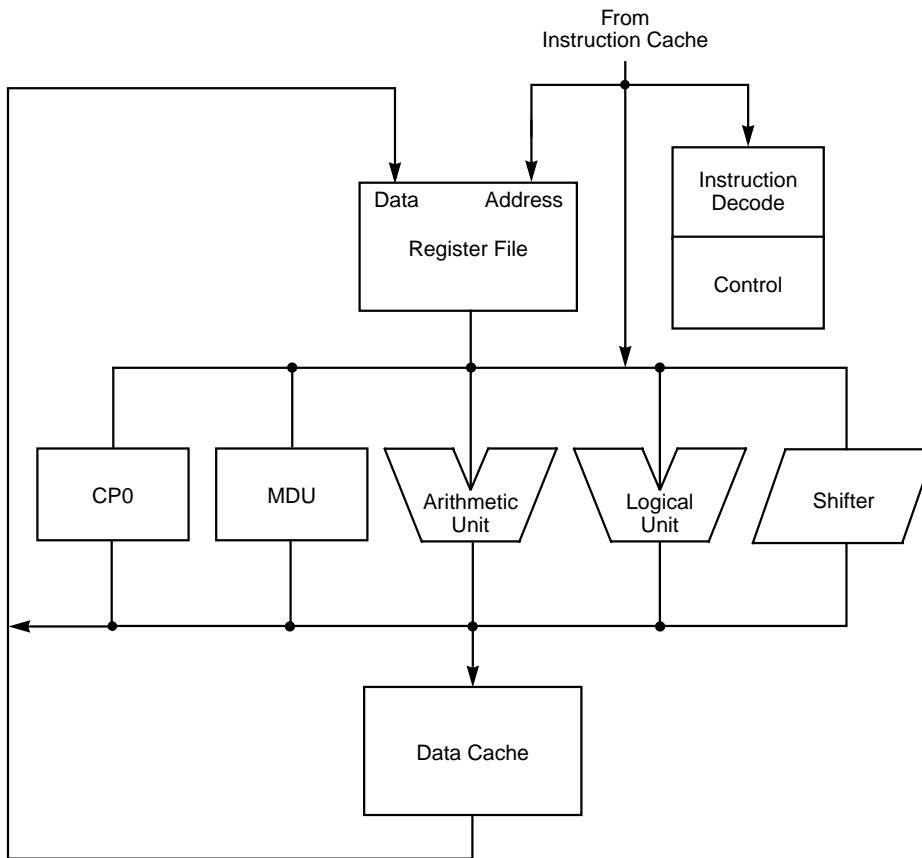 From
Instruction Cache
Data
Address
Register File
Instruction
Decode
Control
CP0
MDU
Arithmetic
Unit
Logical
Unit
Shifter
Data Cache